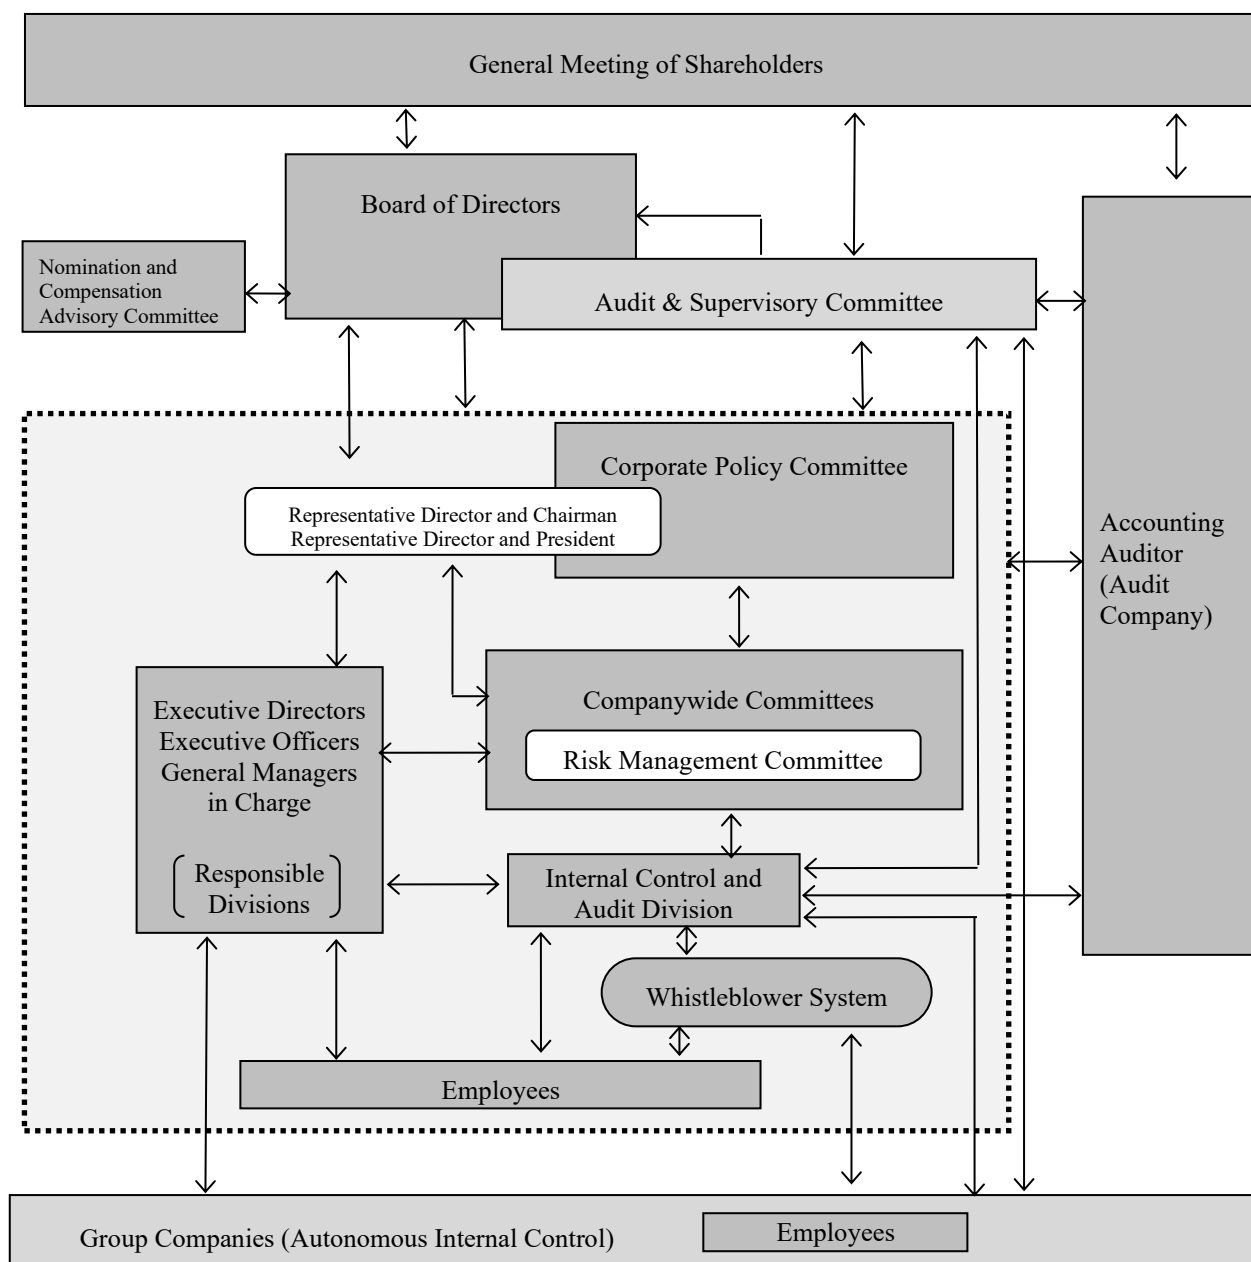 General Meeting of Shareholders
Board of Directors
Nomination and
Compensation
Advisory Committee
Audit & Supervisory Committee
Corporate Policy Committee
Representative Director and Chairman
Representative Director and President
Accounting
Auditor
(Audit
Company)
Executive Directors
Executive Officers
General Managers
in Charge
Responsible
Divisions
Companywide Committees
Risk Management Committee
Internal Control and
Audit Division
Whistleblower System
Employees
Group Companies (Autonomous Internal Control)
Employees